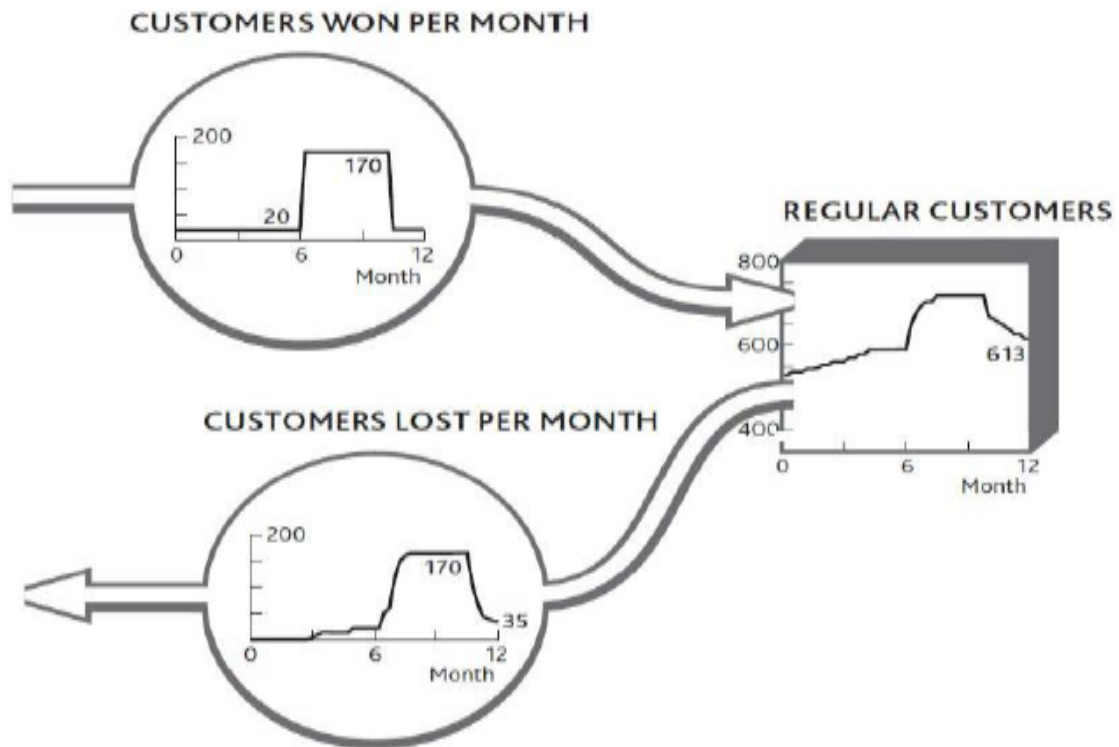 CUSTOMERS WON PER MONTH
200
170
20
0 6 12
Month
REGULAR CUSTOMERS
800
600
613
400
0 6 12
Month
CUSTOMERS LOST PER MONTH
200
170
35
0 6 12
Month